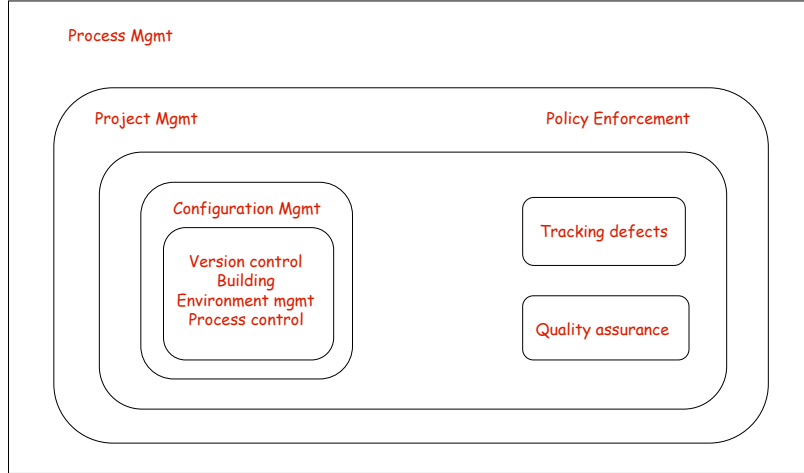 Process Mgmt
Project Mgmt
Policy Enforcement
Configuration Mgmt
Version control
Building
Environment mgmt
Process control
Tracking defects
Quality assurance